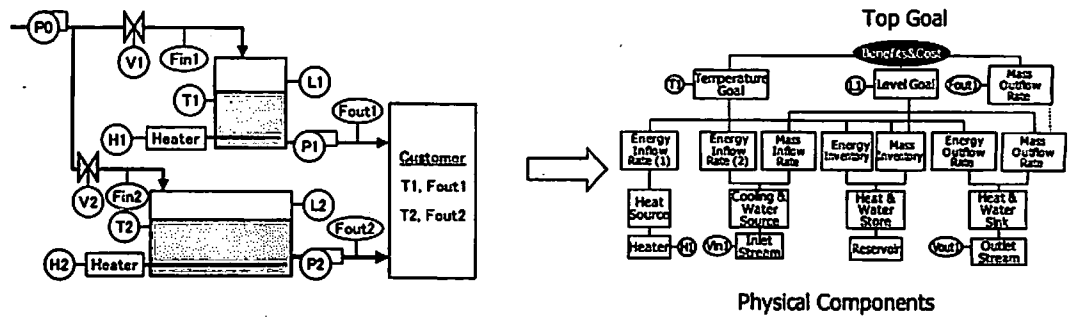 P0
V1
Fin1
T1
L1
H1
Heater
P1
Fout1
V2
Fin2
T2
L2
H2
Heater
P2
Fout2
Customer
T1, Fout1
T2, Fout2
Top Goal
Benefits&Cost
T1
Temperature
Goal
L1
Level Goal
Fout1
Mass
Outflow
Rate
Energy
Inflow
Rate (1)
Energy
Inflow
Rate (2)
Mass
Inflow
Rate
Energy
Inventory
Mass
Inventory
Energy
Outflow
Rate
Mass
Outflow
Rate
Heat
Source
Cooling &
Water
Source
Heat &
Water
Store
Heat &
Water
Sink
Heater
H1
Vin1
Inlet
Stream
Reservoir
Vout1
Outlet
Stream
Physical Components